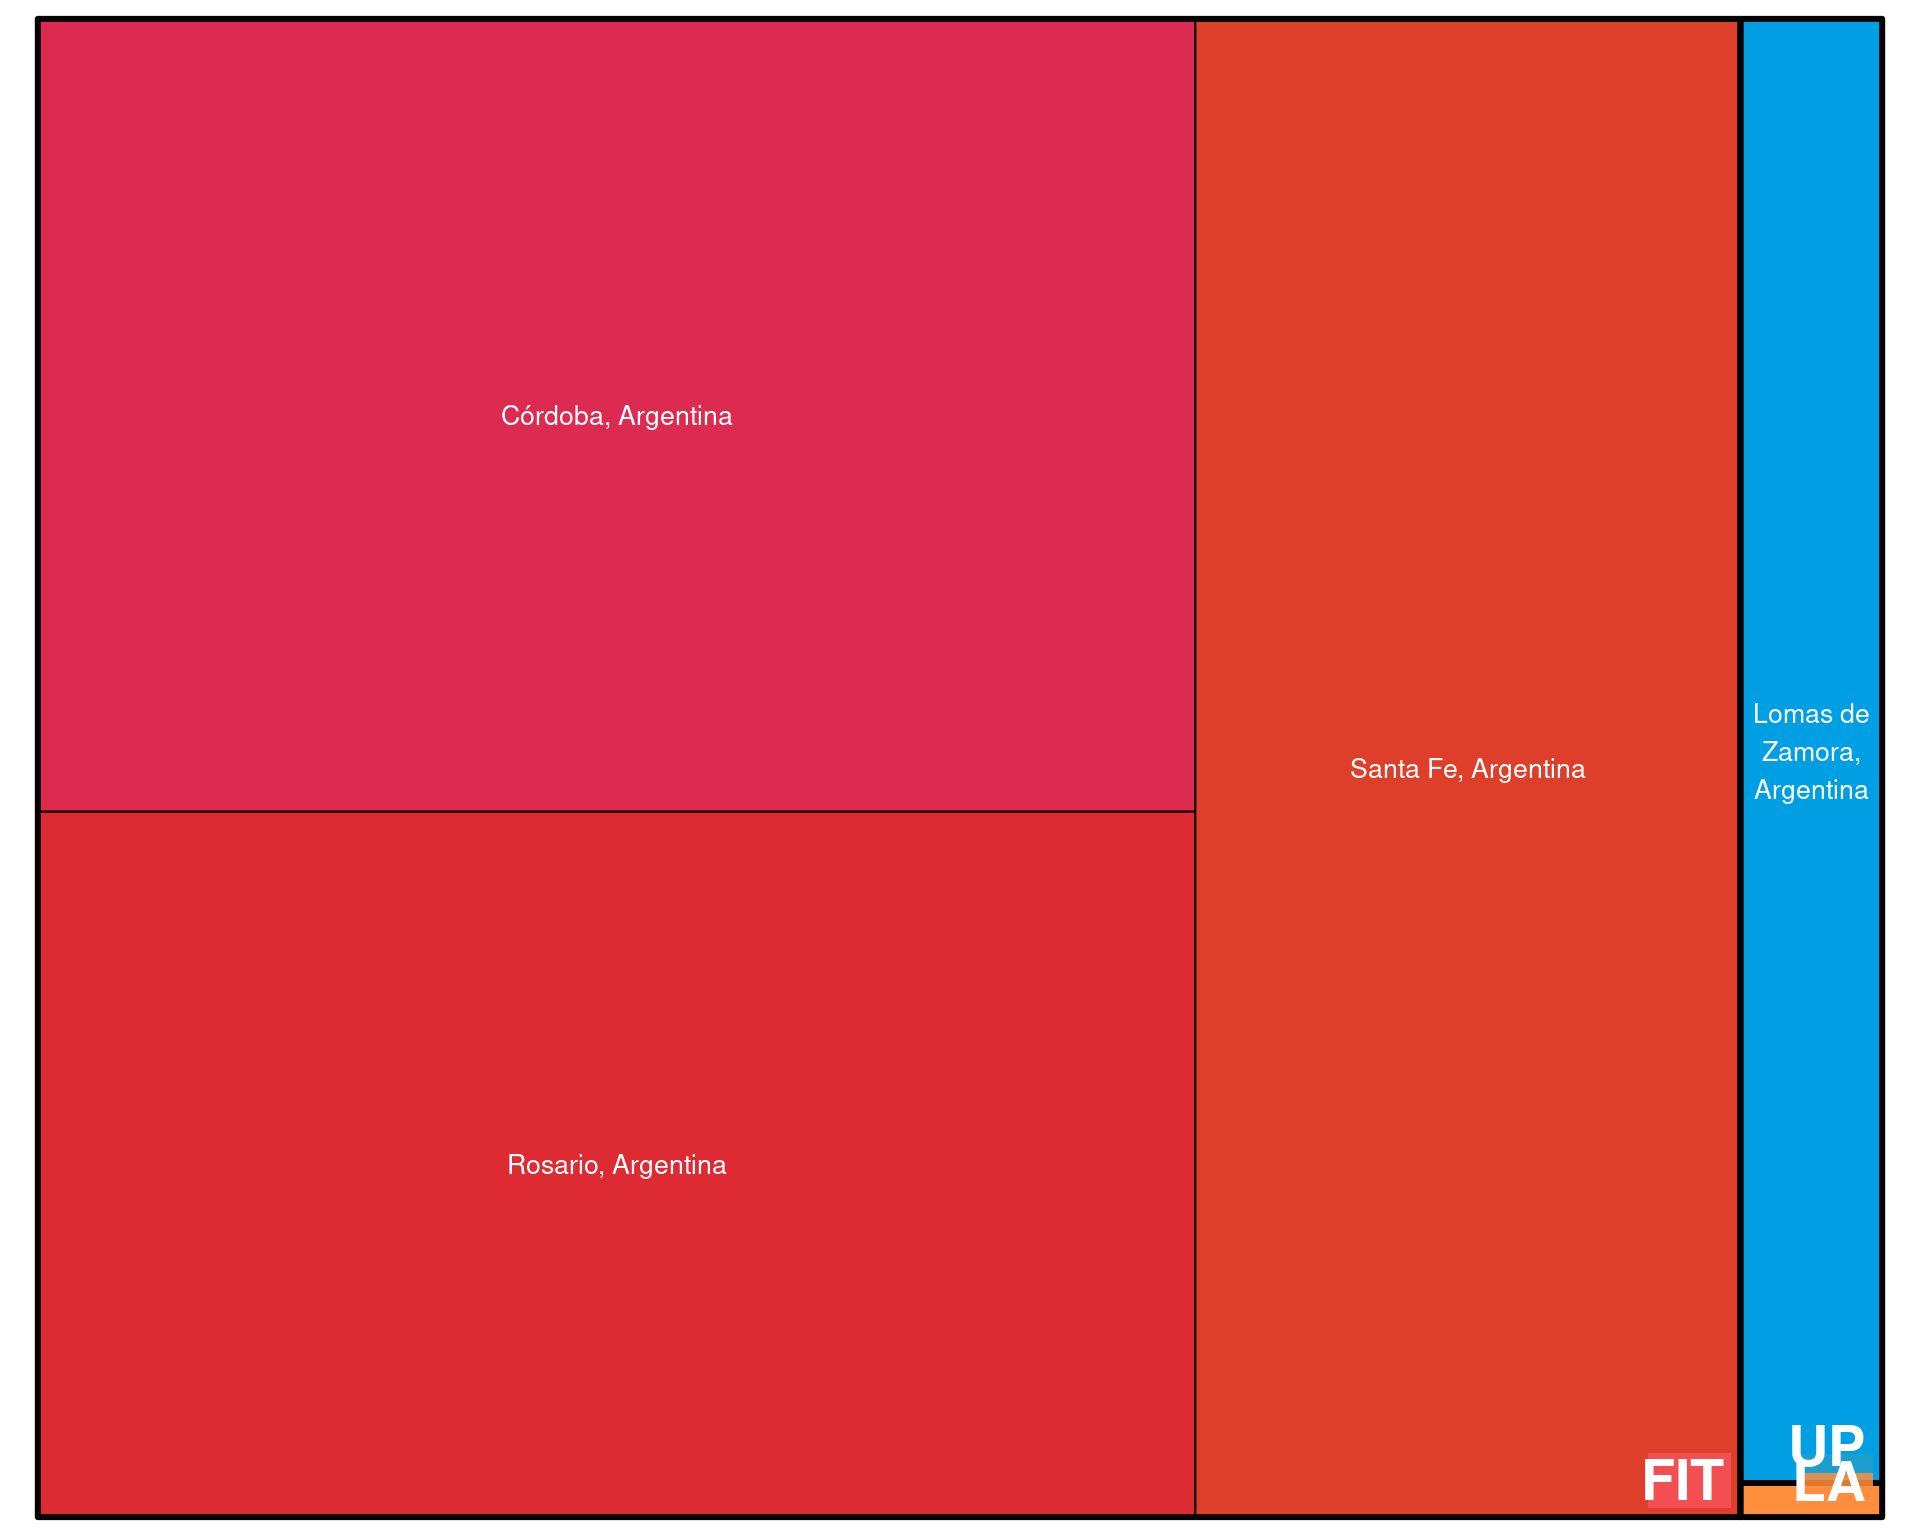 Córdoba, Argentina
Rosario, Argentina
Santa Fe, Argentina
FIT
Lomas de
Zamora,
Argentina
UP
LA